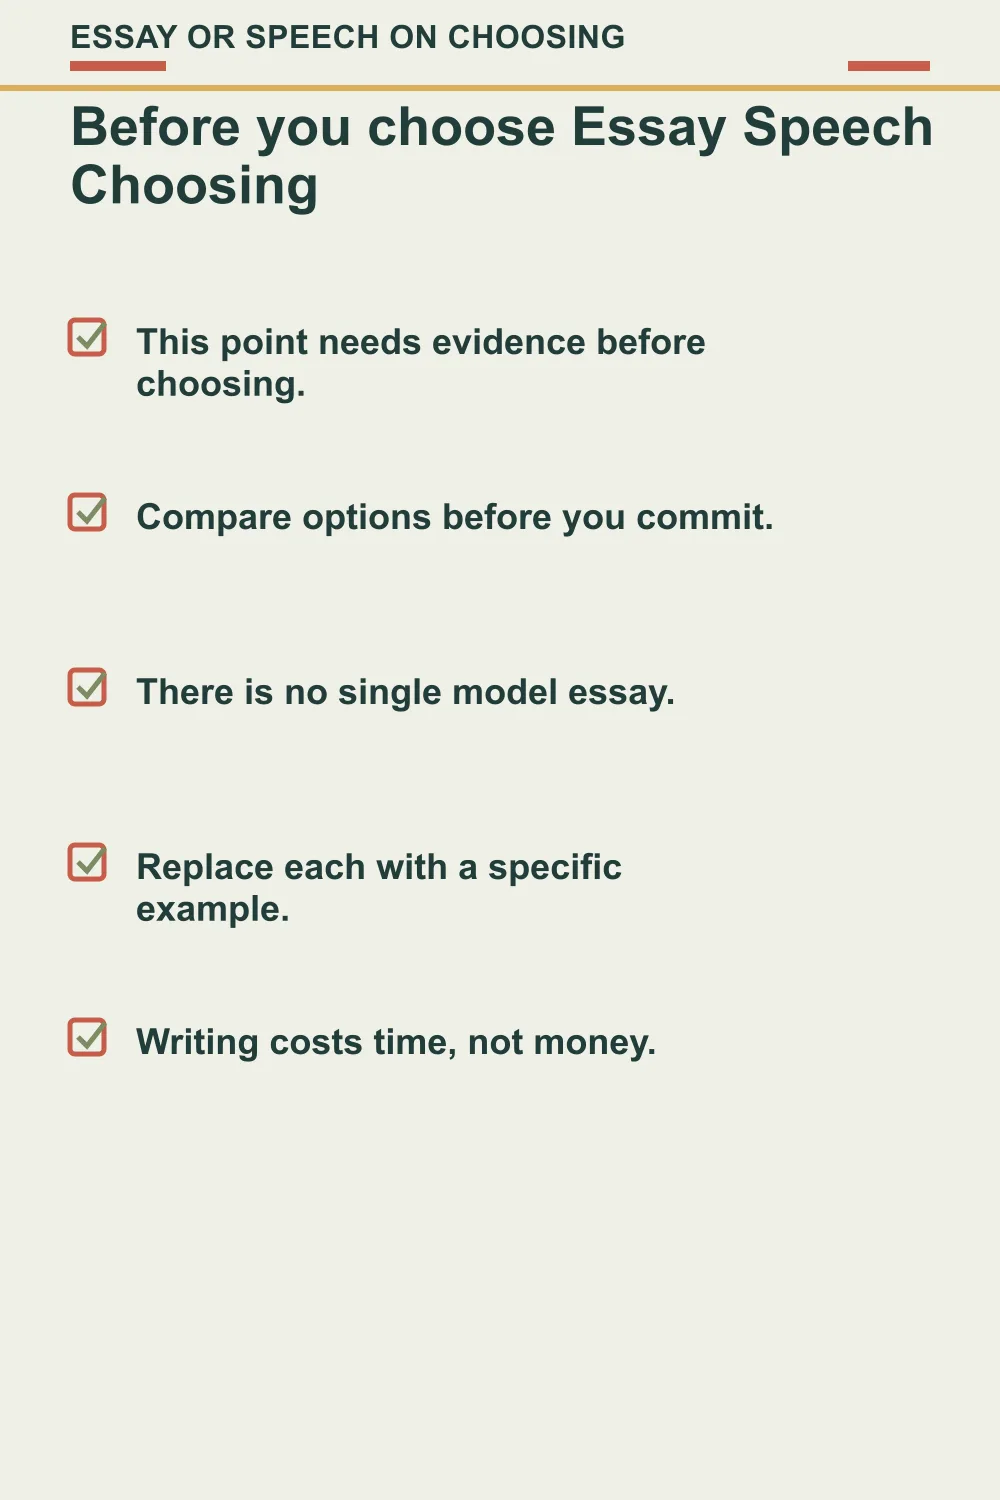 ESSAY OR SPEECH ON CHOOSING
Before you choose Essay Speech
Choosing
This point needs evidence before
choosing.
Compare options before you commit.
There is no single model essay.
Replace each with a specific
example.
Writing costs time, not money.